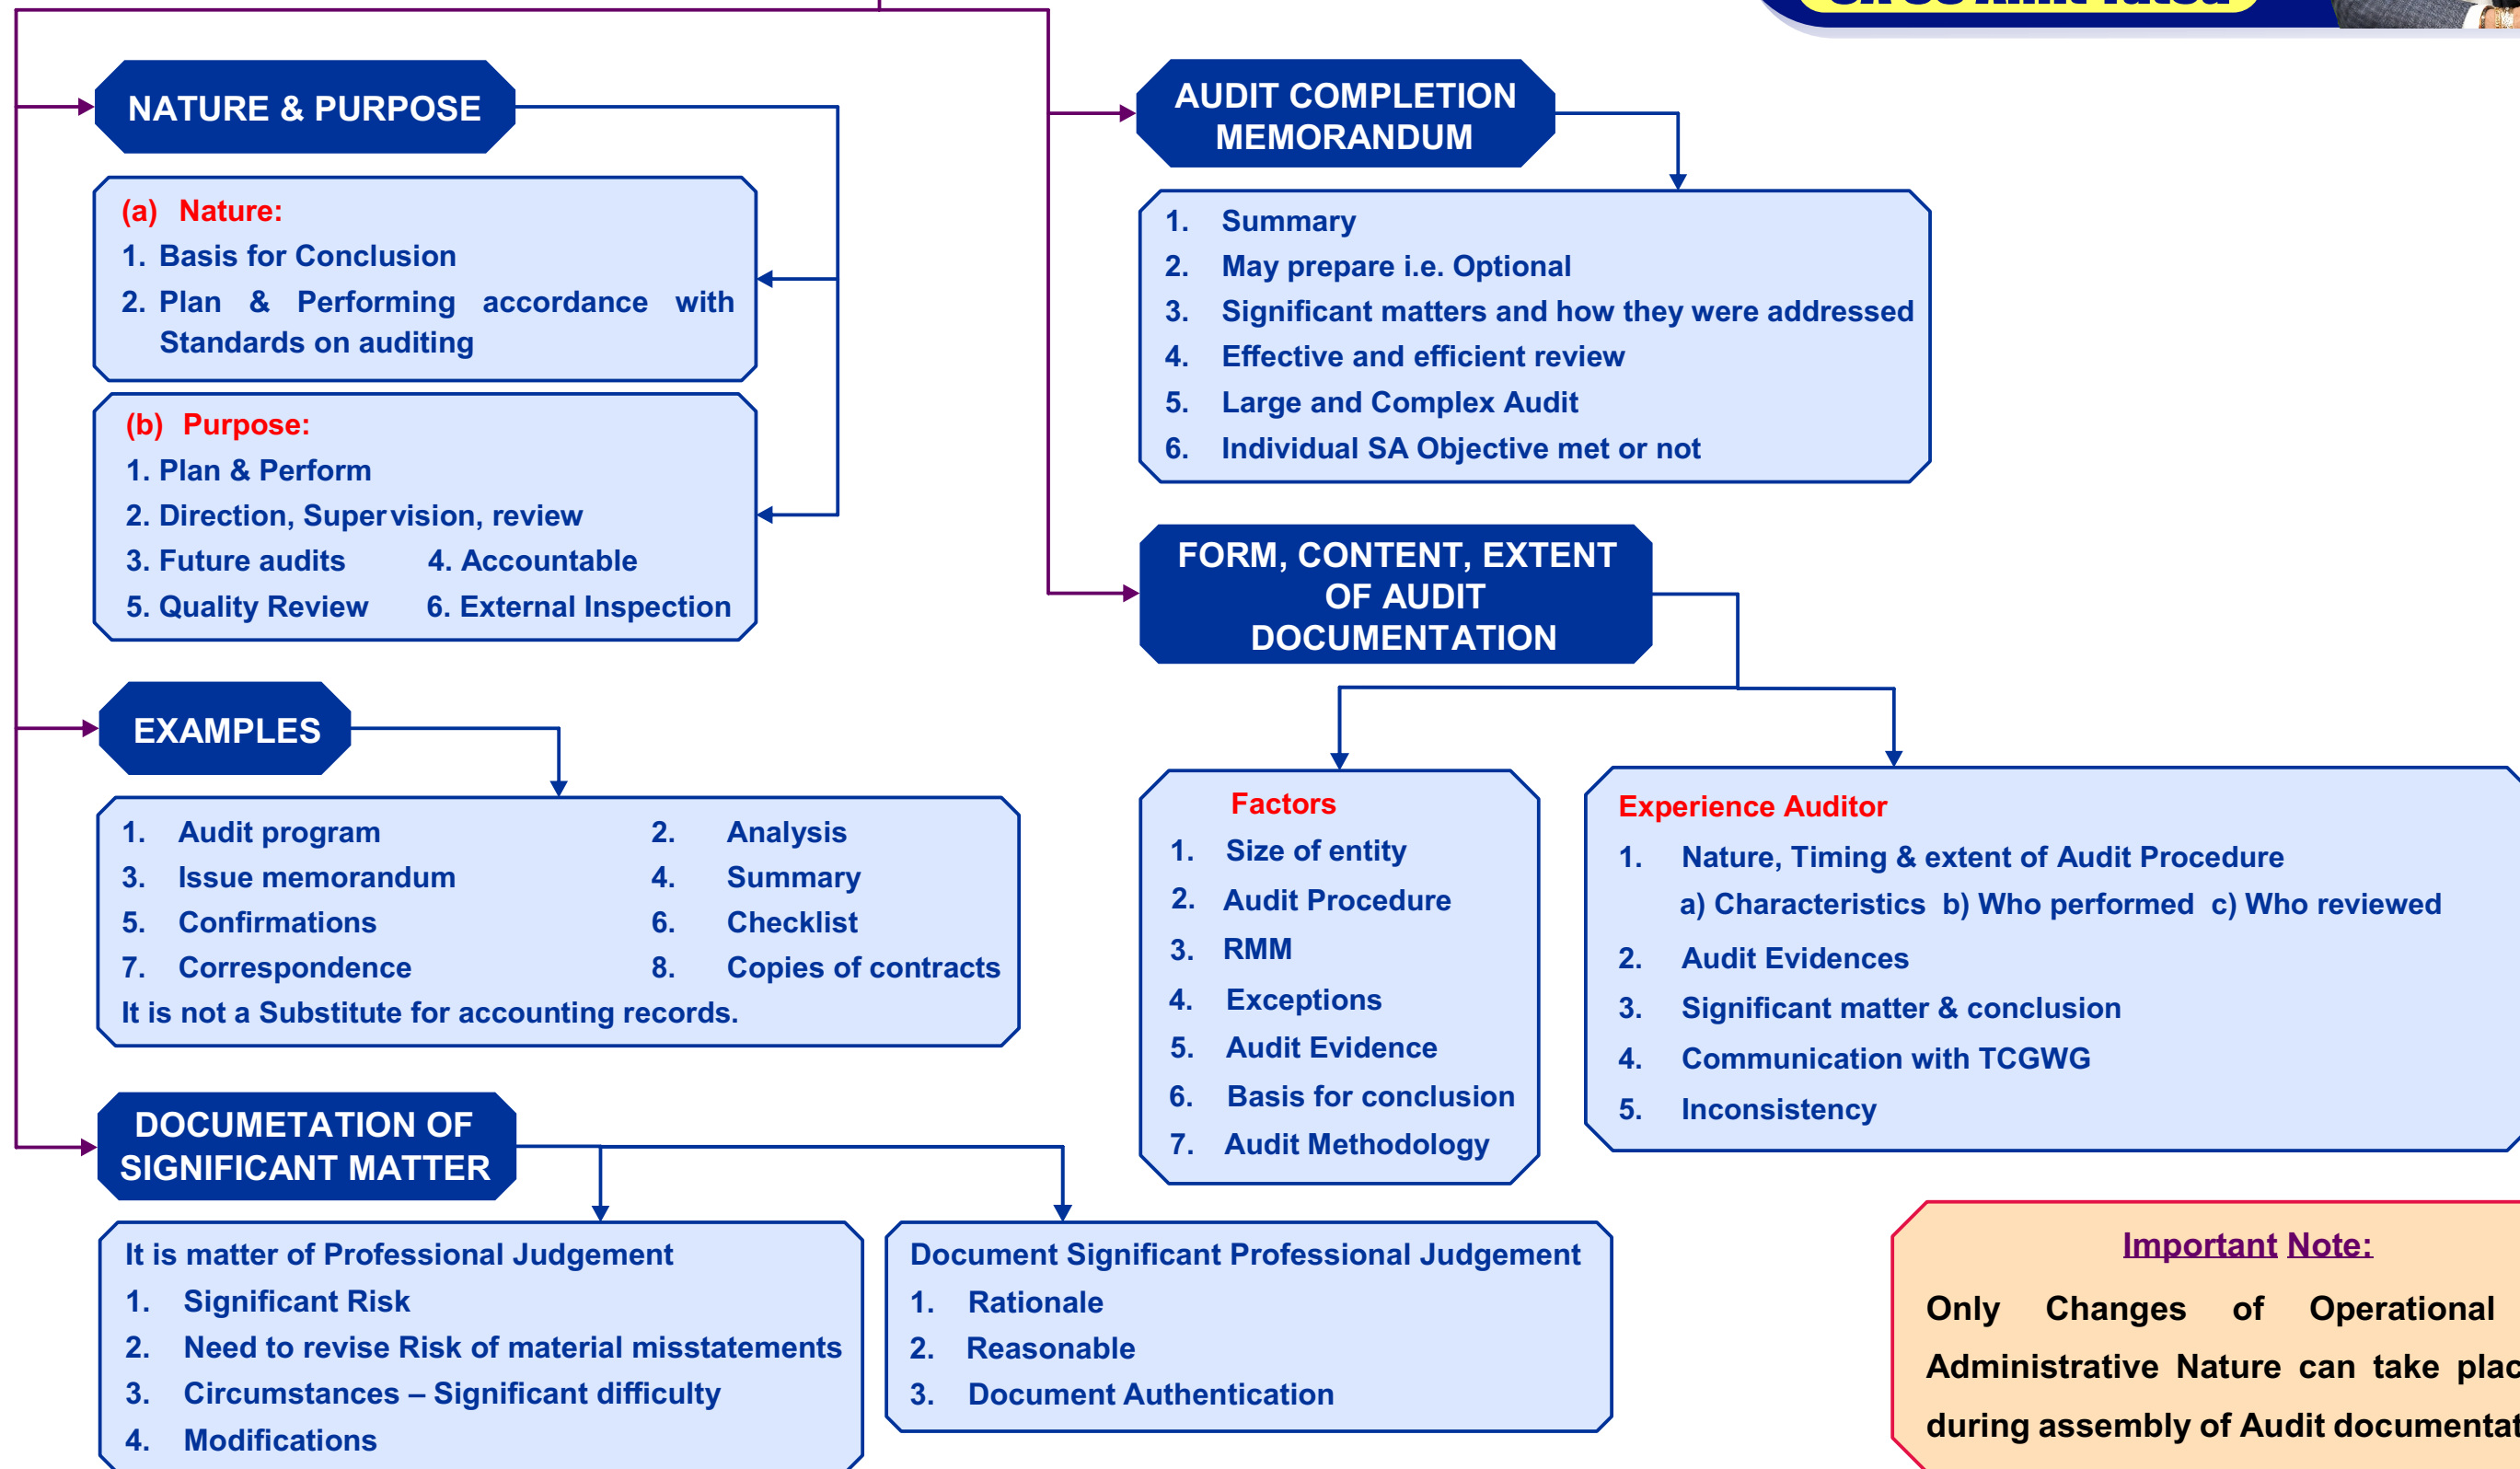 NATURE & PURPOSE
(a) Nature:
1. Basis for Conclusion
2. Plan & Performing accordance with
Standards on auditing
(b) Purpose:
1. Plan & Perform
2. Direction, Supervision, review
3. Future audits 4. Accountable
5. Quality Review 6. External Inspection
EXAMPLES
1. Audit program 2. Analysis
3. Issue memorandum 4. Summary
5. Confirmations 6. Checklist
7. Correspondence 8. Copies of contracts
It is not a Substitute for accounting records.
DOCUMETATION OF
SIGNIFICANT MATTER
It is matter of Professional Judgement
1. Significant Risk
2. Need to revise Risk of material misstatements
3. Circumstances – Significant difficulty
4. Modifications
Document Significant Professional Judgement
1. Rationale
2. Reasonable
3. Document Authentication
AUDIT COMPLETION
MEMORANDUM
1. Summary
2. May prepare i.e. Optional
3. Significant matters and how they were addressed
4. Effective and efficient review
5. Large and Complex Audit
6. Individual SA Objective met or not
FORM, CONTENT, EXTENT
OF AUDIT
DOCUMENTATION
Factors
1. Size of entity
2. Audit Procedure
3. RMM
4. Exceptions
5. Audit Evidence
6. Basis for conclusion
7. Audit Methodology
Experience Auditor
1. Nature, Timing & extent of Audit Procedure
a) Characteristics b) Who performed c) Who reviewed
2. Audit Evidences
3. Significant matter & conclusion
4. Communication with TCGWG
5. Inconsistency
Important Note:
Only Changes of Operational
Administrative Nature can take plac
during assembly of Audit documentat